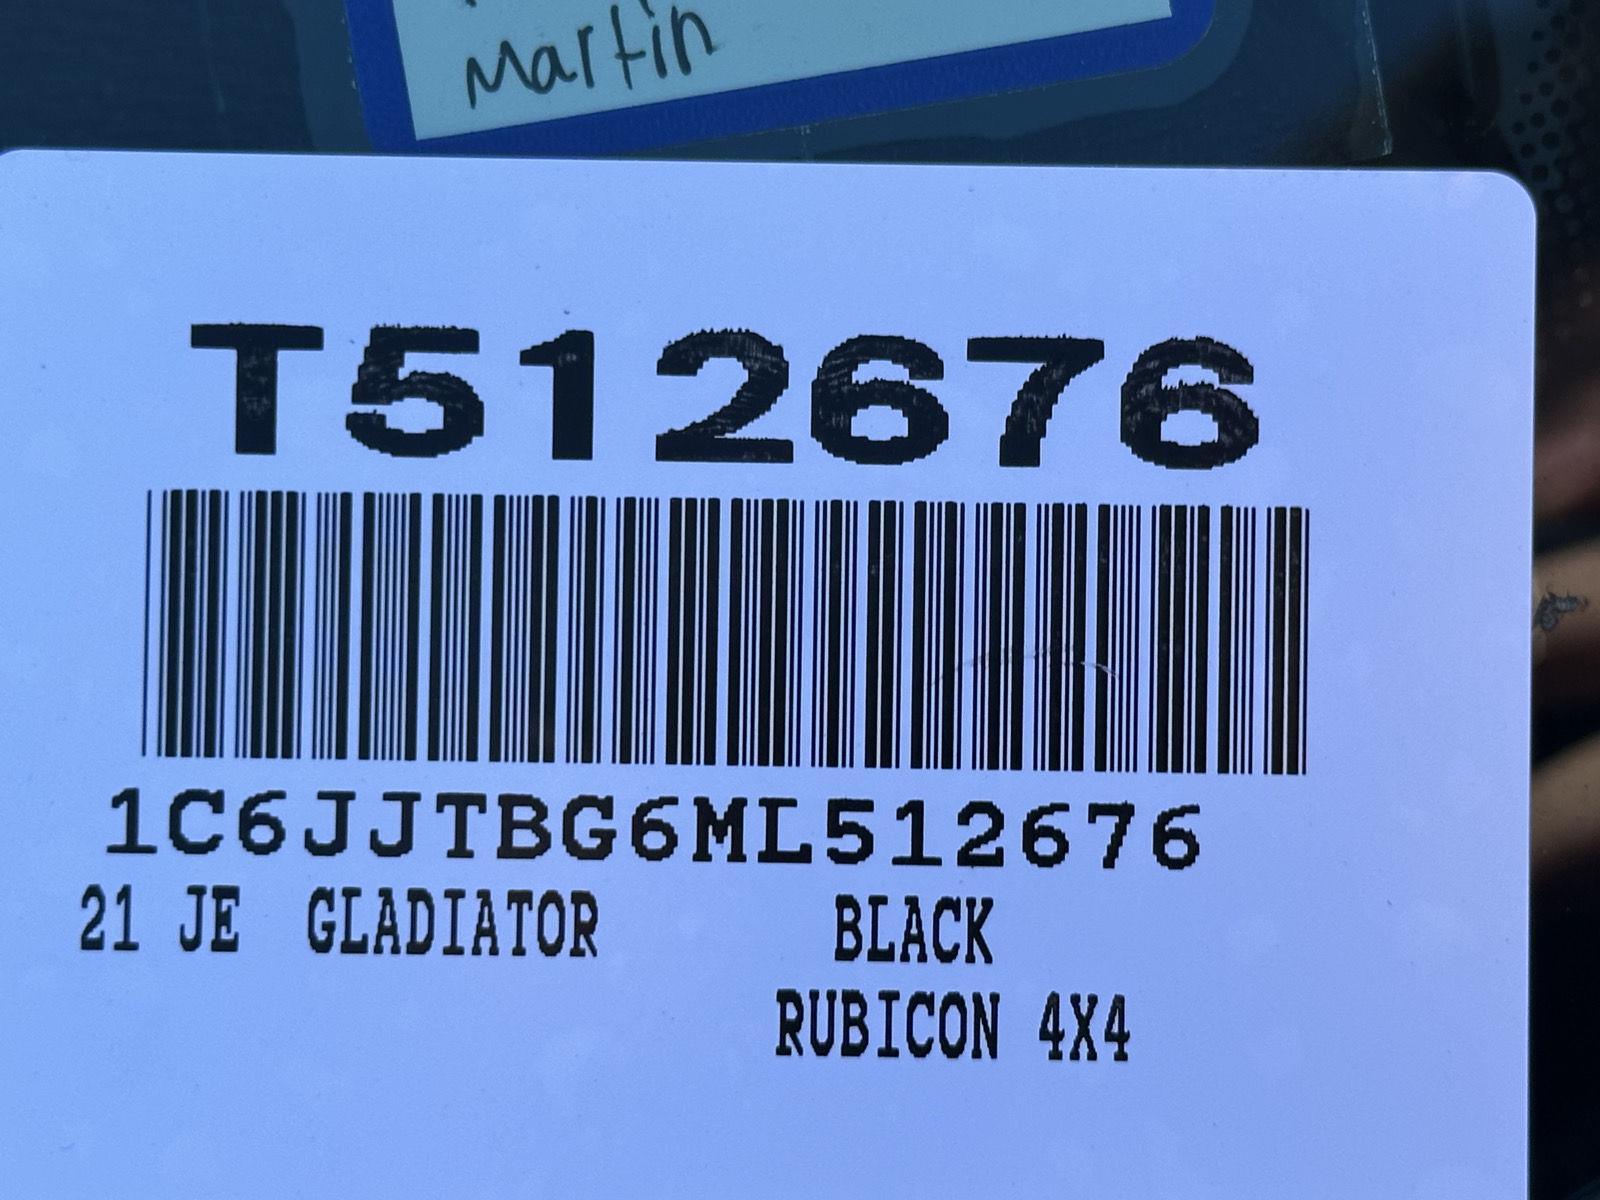 Martin
T512676
1C6JJTBG6ML512676
21 JE GLADIATOR BLACK
RUBICON 4X4